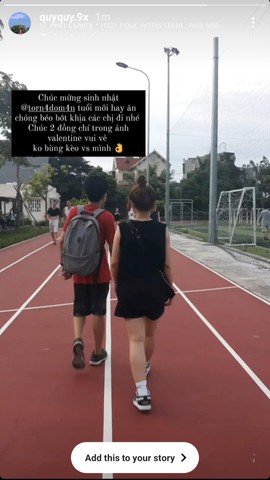 quyquy.9x 1m
Chúc mừng sinh nhật
@torn4dom4n tuổi mới hay ăn
chóng béo bớt khịa các chị đi nhé
Chúc 2 đồng chí trong ảnh
valentine vui vẻ
ko bùng kèo vs mình 👌
Add this to your story